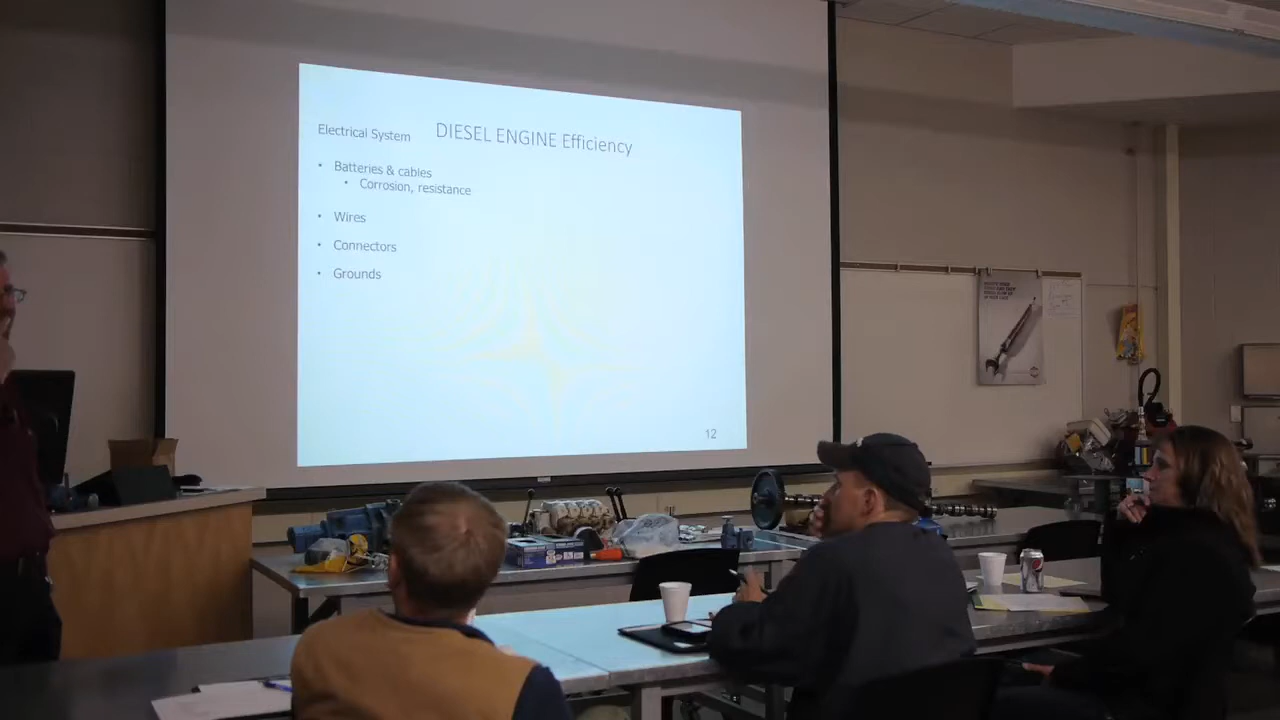 Electrical System
DIESEL ENGINE Efficiency
• Batteries & cables
• Corrosion, resistance
• Wires
• Connectors
• Grounds
12